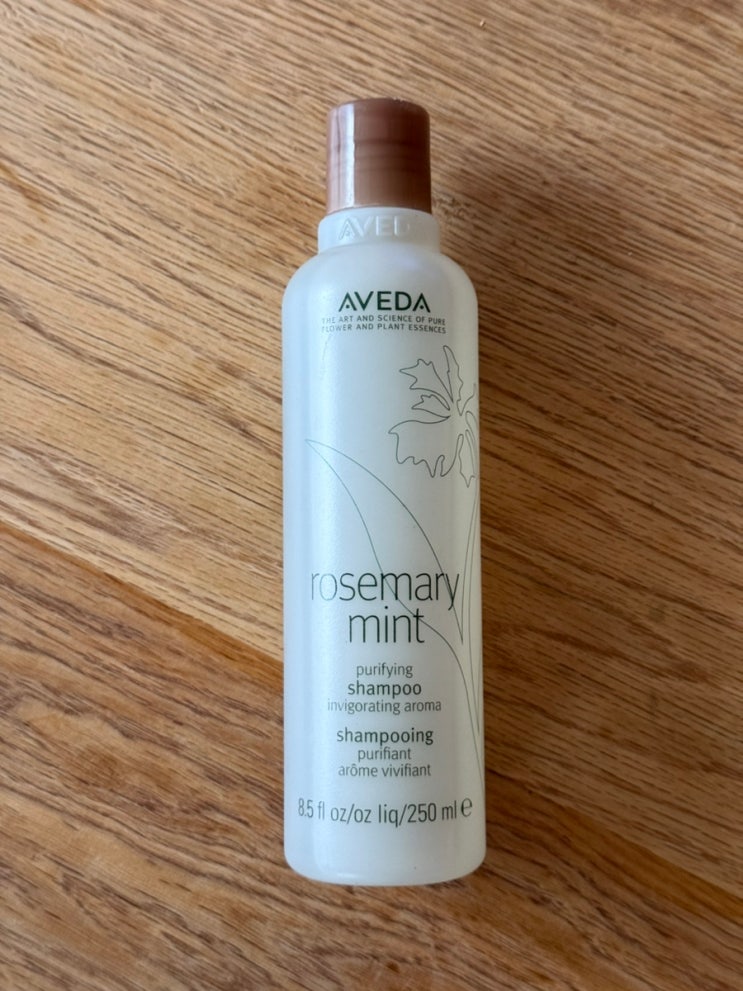 AVED
AVEDA
THE ART AND SCIENCE OF PURE
FLOWER AND PLANT ESSENCES
rosemary
mint
purifying
shampoo
invigorating aroma
shampooing
purifiant
arôme vivifiant
8.5 fl oz/oz liq/250 ml ℮